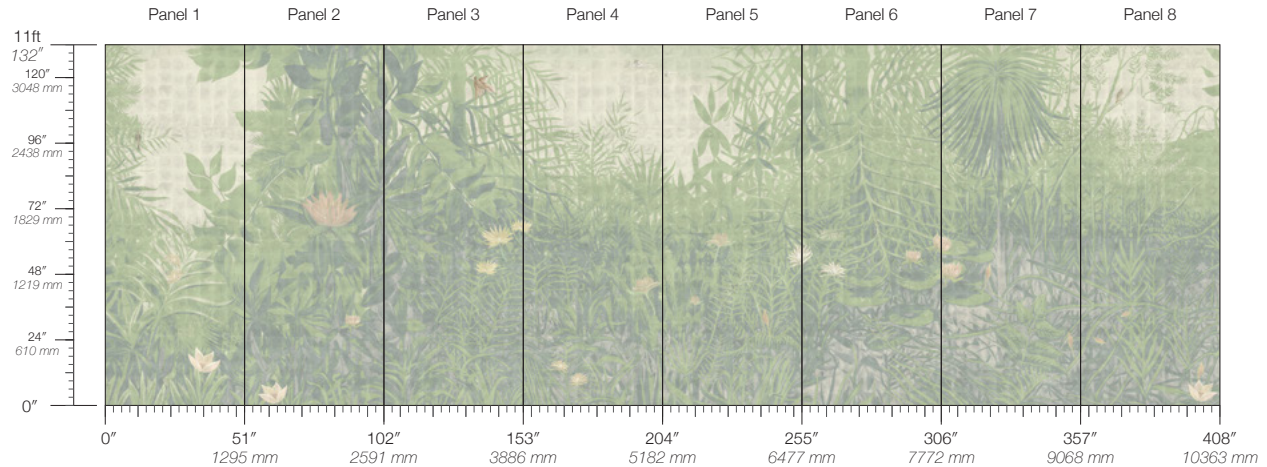 Panel 1 Panel 2 Panel 3 Panel 4 Panel 5 Panel 6 Panel 7 Panel 8
11ft
132″
120″
3048 mm
96″
2438 mm
72″
1829 mm
48″
1219 mm
24″
610 mm
0″
0″ 51″ 102″ 153″ 204″ 255″ 306″ 357″ 408″
1295 mm 2591 mm 3886 mm 5182 mm 6477 mm 7772 mm 9068 mm 10363 mm